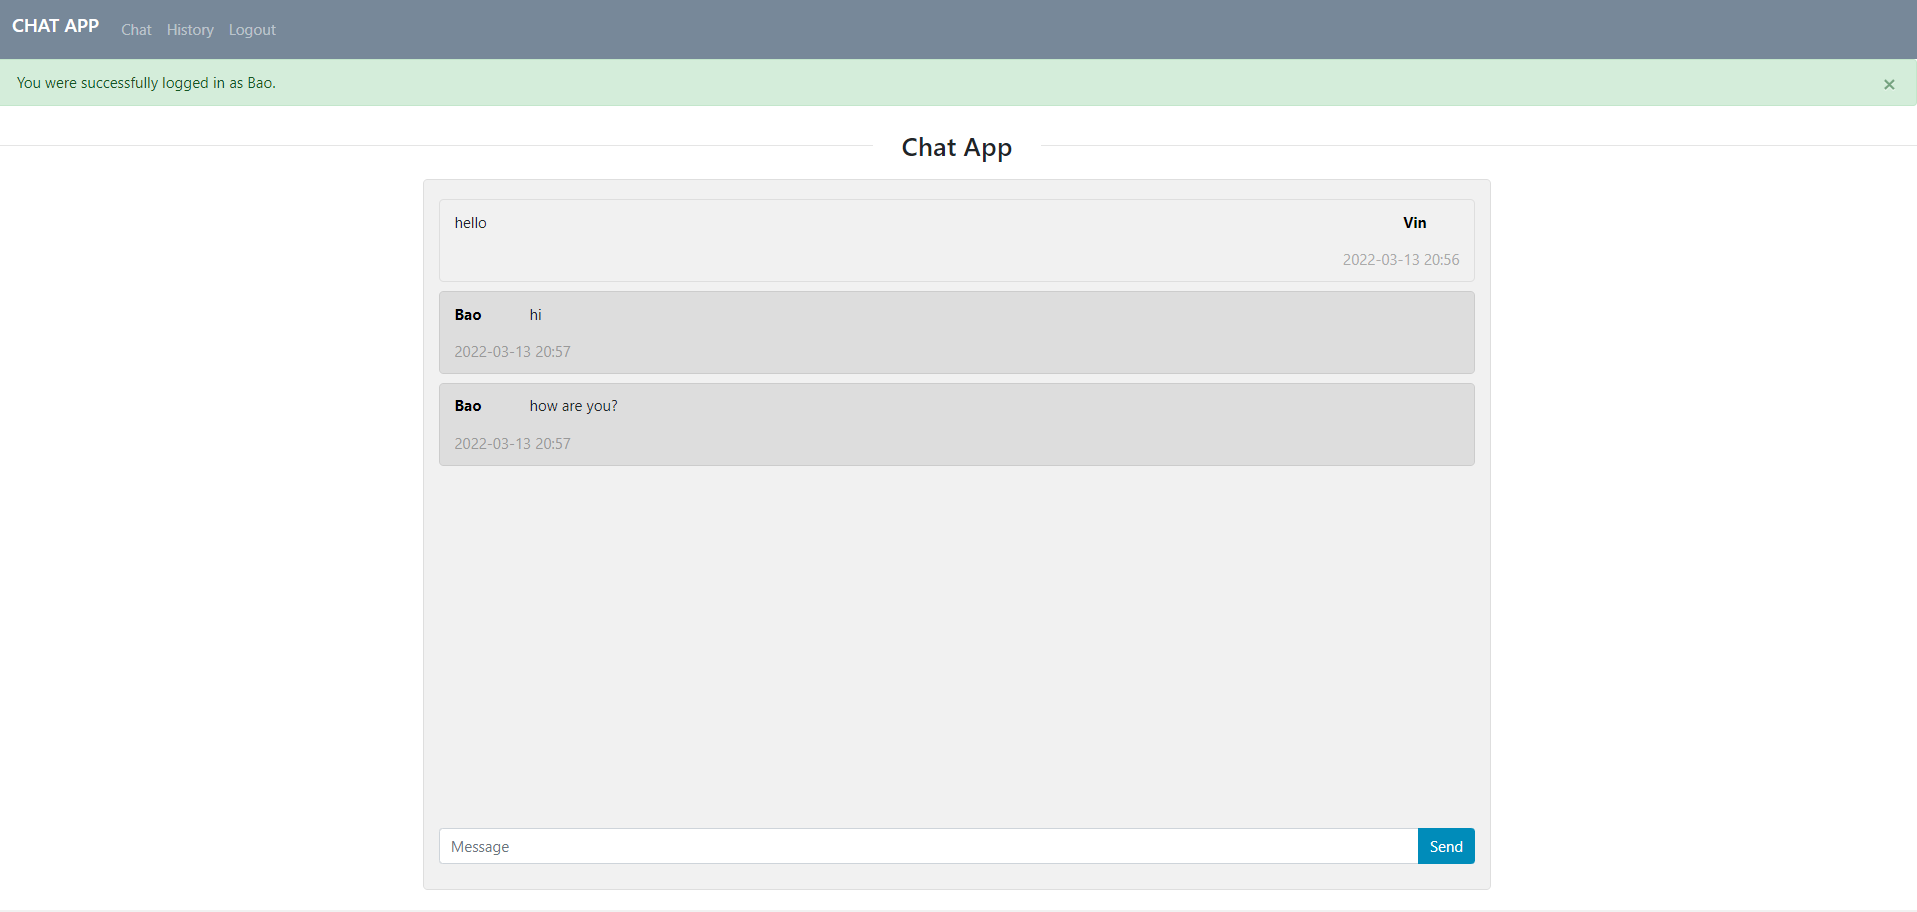 CHAT APP Chat History Logout
You were successfully logged in as Bao. ×
Chat App
hello Vin
2022-03-13 20:56
Bao hi
2022-03-13 20:57
Bao how are you?
2022-03-13 20:57
Message Send